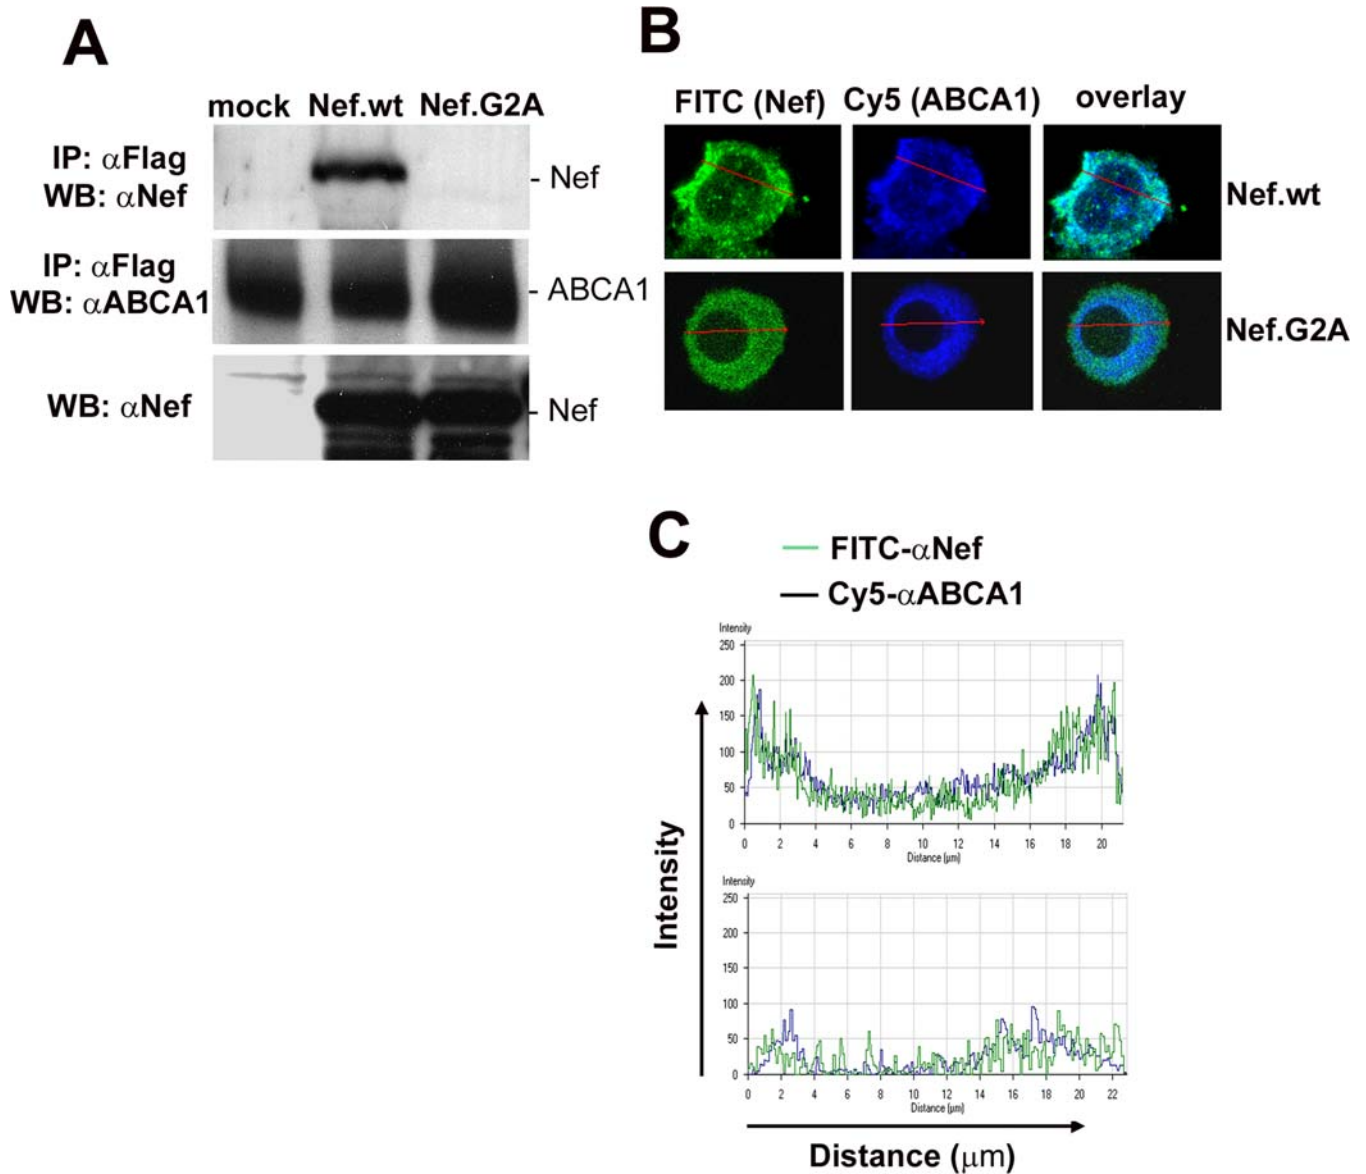 A
mock Nef.wt Nef.G2A
IP: αFlag
WB: αNef
- Nef
IP: αFlag
WB: αABCA1
- ABCA1
WB: αNef
- Nef
B
FITC (Nef) Cy5 (ABCA1) overlay
Nef.wt
Nef.G2A
C
FITC-αNef
Cy5-αABCA1
Intensity
250
200
150
100
50
0
0 2 4 6 8 10 12 14 16 18 20
Distance (µm)
Intensity
250
200
150
100
50
0
0 2 4 6 8 10 12 14 16 18 20 22
Distance (µm)
Intensity
Distance (µm)